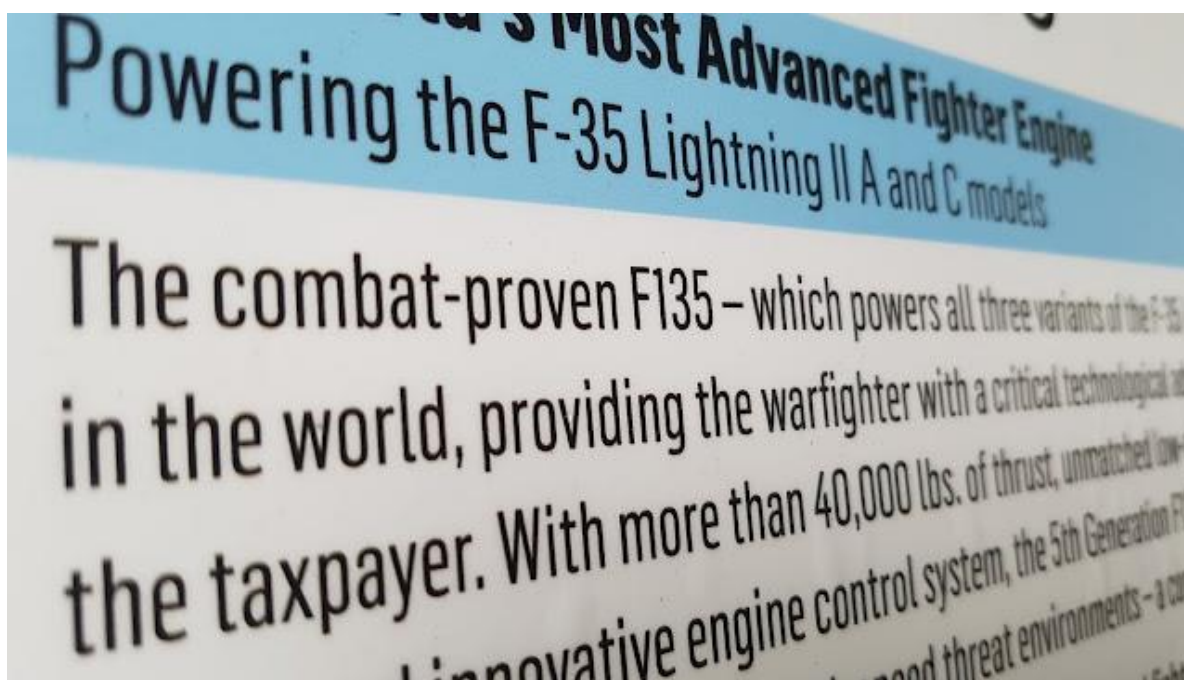 's Most Advanced Fighter Engine
Powering the F-35 Lightning II A and C models
The combat-proven F135 – which powers all three variants of the F-35
in the world, providing the warfighter with a critical technological
the taxpayer. With more than 40,000 lbs. of thrust, unmatched low-
innovative engine control system, the 5th Generation
threat environments – a